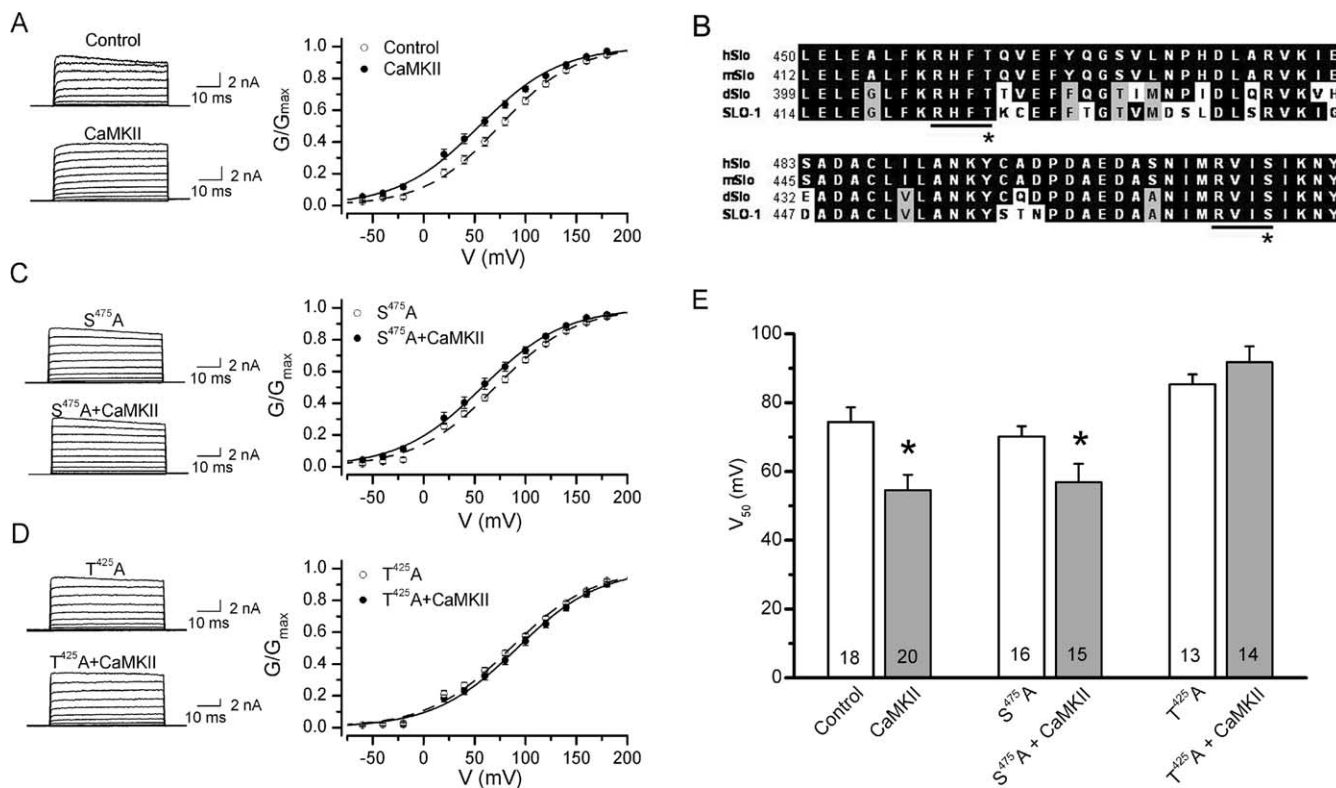 A
Control
2 nA
10 ms
CaMKII
2 nA
10 ms
G/Gmax
1.0
0.8
0.6
0.4
0.2
0.0
Control
CaMKII
-50 0 50 100 150 200
V (mV)
B
hSlo 450 L E L E A L F K R H F T Q V E F Y Q G S V L N P H D L A R V K I E
mSlo 412 L E L E A L F K R H F T Q V E F Y Q G S V L N P H D L A R V K I E
dSlo 399 L E L E G L F K R H F T T V E F F Q G T I M N P I D L Q R V K V H
SLO-1 414 L E L E A L F K R H F T K C E F F T G T V M D S L D L S R V K I G
*
hSlo 483 S A D A C L I L A N K Y C A D P D A E D A S N I M R V I S I K N Y
mSlo 445 S A D A C L I L A N K Y C A D P D A E D A S N I M R V I S I K N Y
dSlo 432 E A D A C L V L A N K Y C Q D P D A E D A A N I M R V I S I K N Y
SLO-1 447 D A D A C L V L A N K Y S T N P D A E D A A N I M R V I S I K N Y
*
C
S475A
2 nA
10 ms
S475A+CaMKII
2 nA
10 ms
G/Gmax
1.0
0.8
0.6
0.4
0.2
0.0
S475A
S475A+CaMKII
-50 0 50 100 150 200
V (mV)
D
T425A
2 nA
10 ms
T425A+CaMKII
2 nA
10 ms
G/Gmax
1.0
0.8
0.6
0.4
0.2
0.0
T425A
T425A+CaMKII
-50 0 50 100 150 200
V (mV)
E
V50 (mV)
100
80
60
40
20
0
* *
18 20 16 15 13 14
Control
CaMKII
S475A
S475A + CaMKII
T425A
T425A + CaMKII